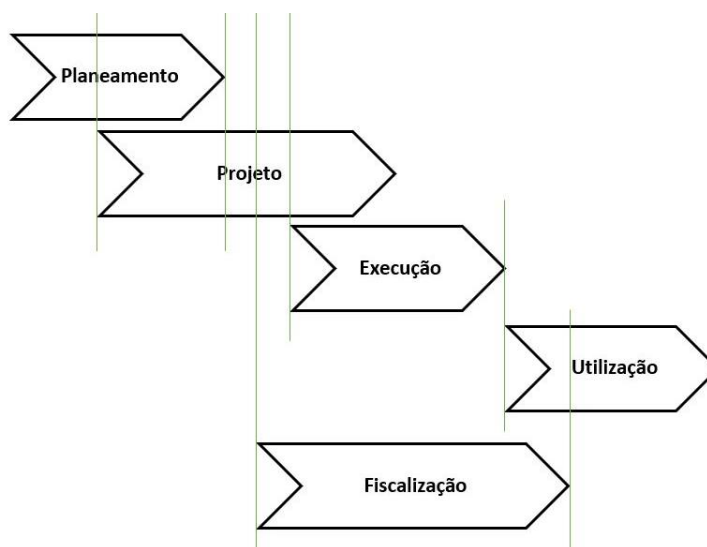 Planeamento
Projeto
Execução
Utilização
Fiscalização